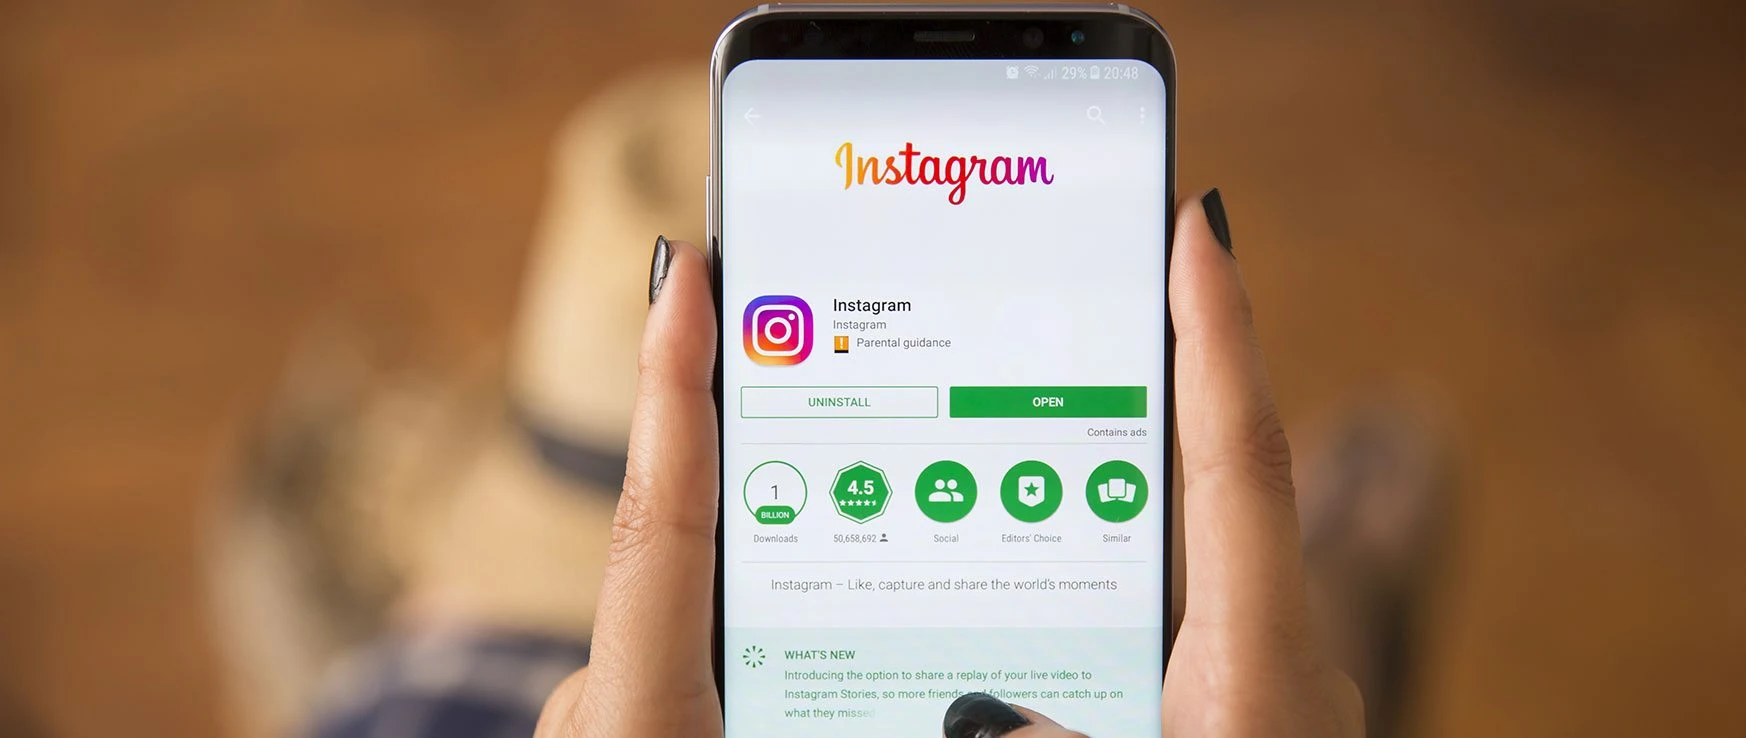 29% 20:48
Instagram
Instagram
Instagram
Parental guidance
UNINSTALL
OPEN
Contains ads
1
BILLION
Downloads
4.5
50,658,692
Social
Editors' Choice
Similar
Instagram – Like, capture and share the world's moments
WHAT'S NEW
Introducing the option to share a replay of your live video to
Instagram Stories, so more friends and followers can catch up on
what they missed